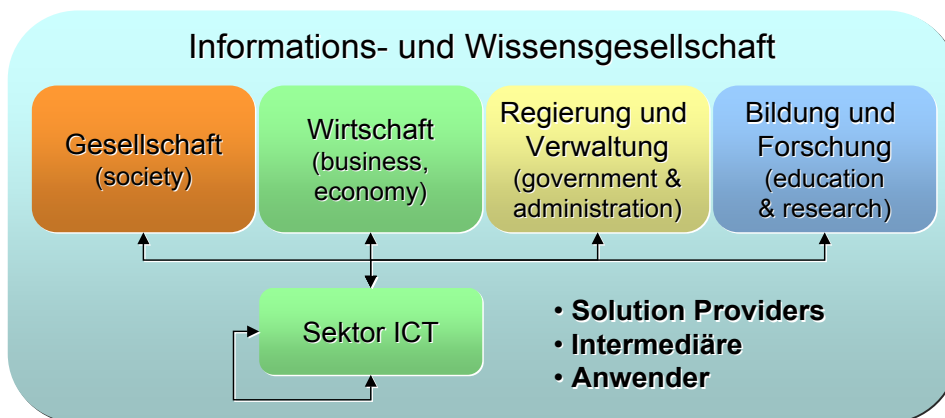 Informations- und Wissensgesellschaft
Gesellschaft
(society)
Wirtschaft
(business,
economy)
Regierung und
Verwaltung
(government &
administration)
Bildung und
Forschung
(education
& research)
Sektor ICT
• Solution Providers
• Intermediäre
• Anwender